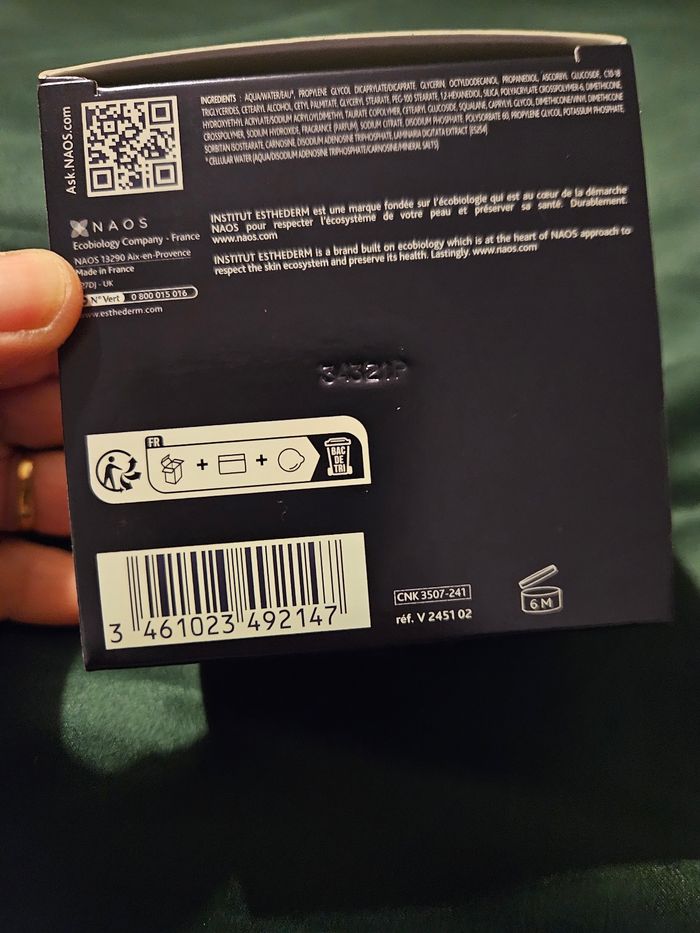 Ask.NAOS.com
INGREDIENTS : AQUA/WATER/EAU*, PROPYLENE GLYCOL DICAPRYLATE/DICAPRATE, GLYCERIN, OCTYLDODECANOL, PROPANEDIOL, ASCORBYL GLUCOSIDE, C10-18
TRIGLYCERIDES, CETEARYL ALCOHOL, CETYL PALMITATE, GLYCERYL STEARATE, PEG-100 STEARATE, 1,2-HEXANEDIOL, SILICA, POLYACRYLATE CROSSPOLYMER-6, DIMETHICONE,
HYDROXYETHYL ACRYLATE/SODIUM ACRYLOYLDIMETHYL TAURATE COPOLYMER, CETEARYL GLUCOSIDE, SQUALANE, CAPRYLYL GLYCOL, DIMETHICONE/VINYL DIMETHICONE
CROSSPOLYMER, SODIUM HYDROXIDE, FRAGRANCE (PARFUM), SODIUM CITRATE, DISODIUM PHOSPHATE, POLYSORBATE 60, PROPYLENE GLYCOL, POTASSIUM PHOSPHATE,
SORBITAN ISOSTEARATE, CARNOSINE, DISODIUM ADENOSINE TRIPHOSPHATE, LAMINARIA DIGITATA EXTRACT [ES254]
*CELLULAR WATER (AQUA/DISODIUM ADENOSINE TRIPHOSPHATE/CARNOSINE/MINERAL SALTS)
NAOS
Ecobiology Company - France
NAOS 13290 Aix-en-Provence
Made in France
7DJ - UK
N° Vert 0 800 015 016
www.esthederm.com
INSTITUT ESTHEDERM est une marque fondée sur l'écobiologie qui est au cœur de la démarche
NAOS pour respecter l'écosystème de votre peau et préserver sa santé. Durablement.
www.naos.com
INSTITUT ESTHEDERM is a brand built on ecobiology which is at the heart of NAOS approach to
respect the skin ecosystem and preserve its health. Lastingly. www.naos.com
34321P
FR
+ +
BAC
DE
TRI
3 461023 492147
CNK 3507-241
réf. V 2451 02
6 M